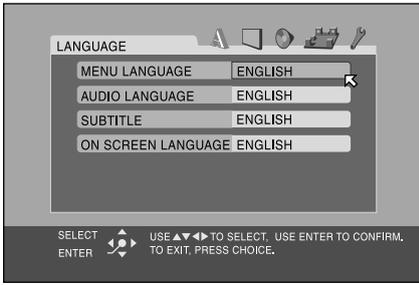 LANGUAGE
MENU LANGUAGE ENGLISH
AUDIO LANGUAGE ENGLISH
SUBTITLE ENGLISH
ON SCREEN LANGUAGE ENGLISH
SELECT
ENTER
USE ▲▼◀▶ TO SELECT, USE ENTER TO CONFIRM.
TO EXIT, PRESS CHOICE.